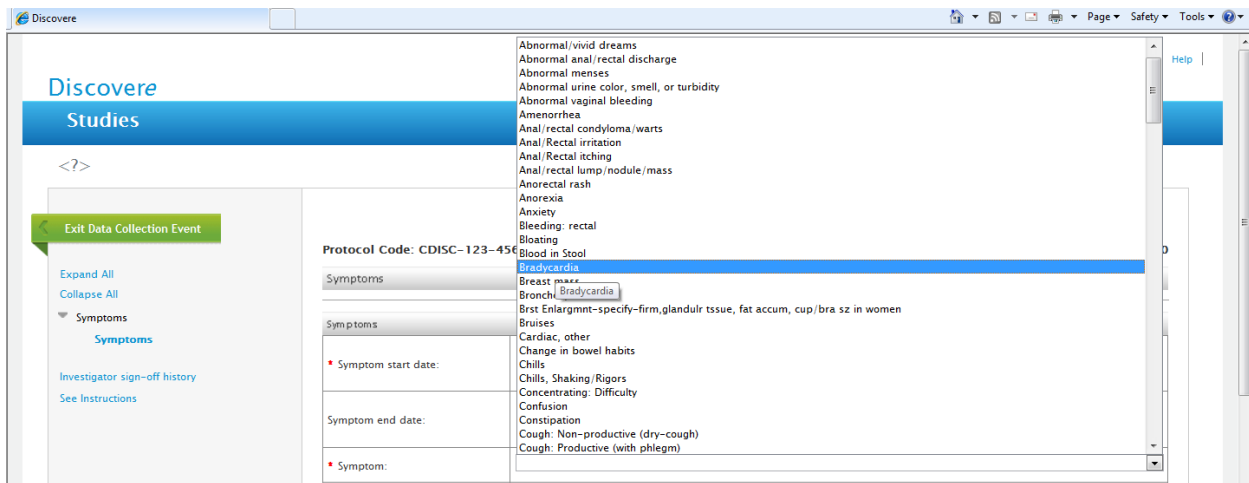 Discovere
Page
Safety
Tools
Help
Discovere
Studies
<?>
Exit Data Collection Event
Expand All
Collapse All
Symptoms
Symptoms
Investigator sign-off history
See Instructions
Protocol Code: CDISC-123-456
Symptoms
Symptoms
* Symptom start date:
Symptom end date:
* Symptom:
Abnormal/vivid dreams
Abnormal anal/rectal discharge
Abnormal menses
Abnormal urine color, smell, or turbidity
Abnormal vaginal bleeding
Amenorrhea
Anal/rectal condyloma/warts
Anal/Rectal irritation
Anal/Rectal itching
Anal/rectal lump/nodule/mass
Anorectal rash
Anorexia
Anxiety
Bleeding: rectal
Bloating
Blood in Stool
Bradycardia
Breast mass
Bradycardia
Brst Enlargmnt-specify-firm,glandulr tssue, fat accum, cup/bra sz in women
Bruises
Cardiac, other
Change in bowel habits
Chills
Chills, Shaking/Rigors
Concentrating: Difficulty
Confusion
Constipation
Cough: Non-productive (dry-cough)
Cough: Productive (with phlegm)